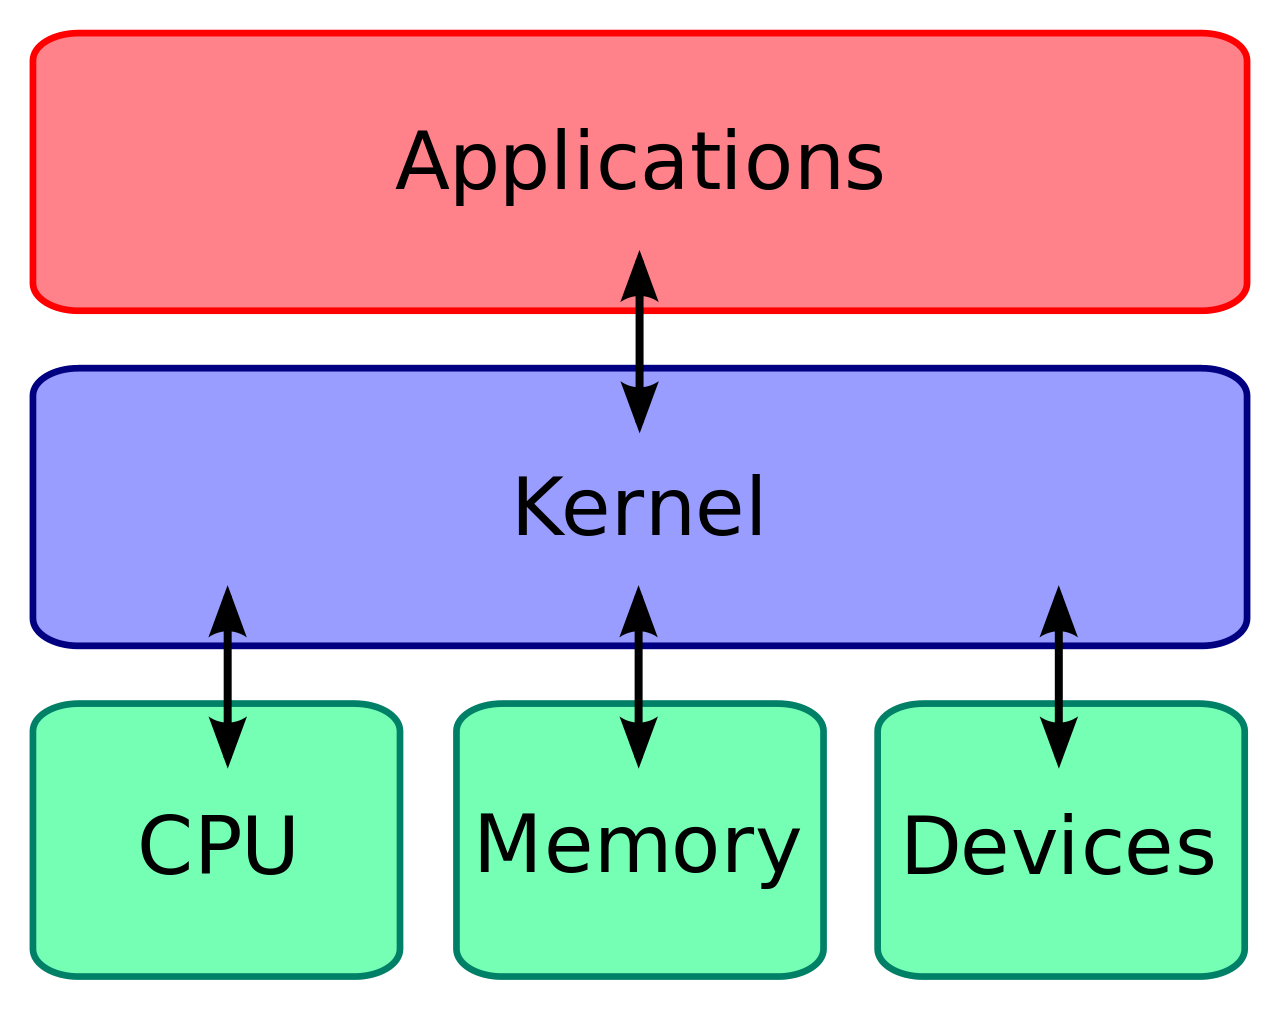 Applications
Kernel
CPU
Memory
Devices